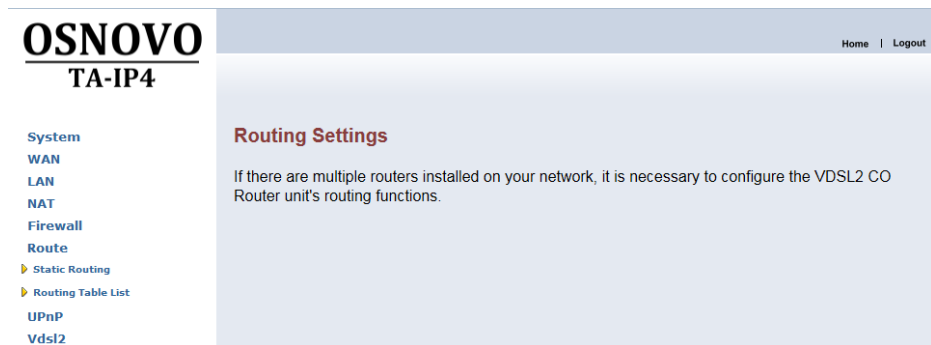 OSNOVO
TA-IP4
Home | Logout
System
WAN
LAN
NAT
Firewall
Route
Static Routing
Routing Table List
UPnP
Vdsl2
Routing Settings
If there are multiple routers installed on your network, it is necessary to configure the VDSL2 CO
Router unit's routing functions.